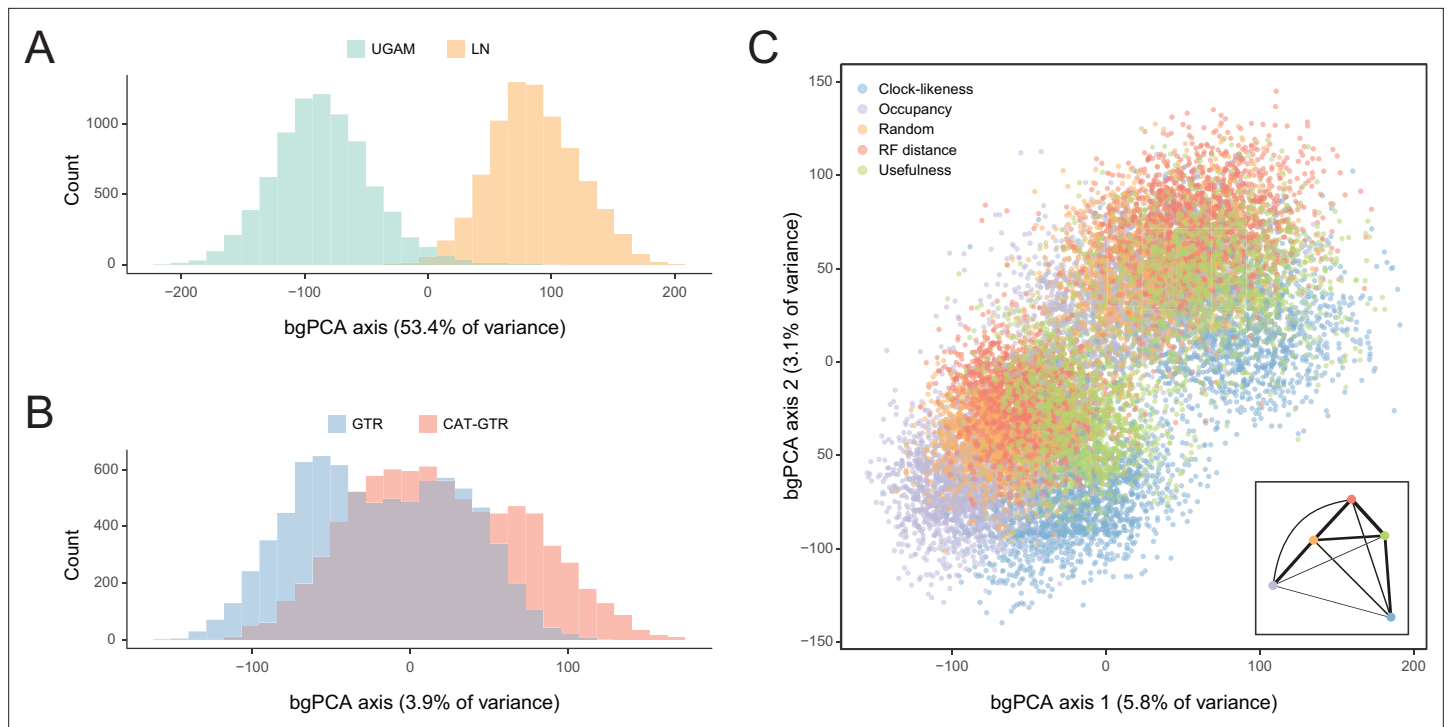 A
UGAM LN
Count
1000
500
0
−200 −100 0 100 200
bgPCA axis (53.4% of variance)
B
GTR CAT-GTR
Count
600
400
200
0
−100 0 100
bgPCA axis (3.9% of variance)
C
Clock-likeness
Occupancy
Random
RF distance
Usefulness
bgPCA axis 2 (3.1% of variance)
150
100
50
0
−50
−100
−150
−100 0 100 200
bgPCA axis 1 (5.8% of variance)